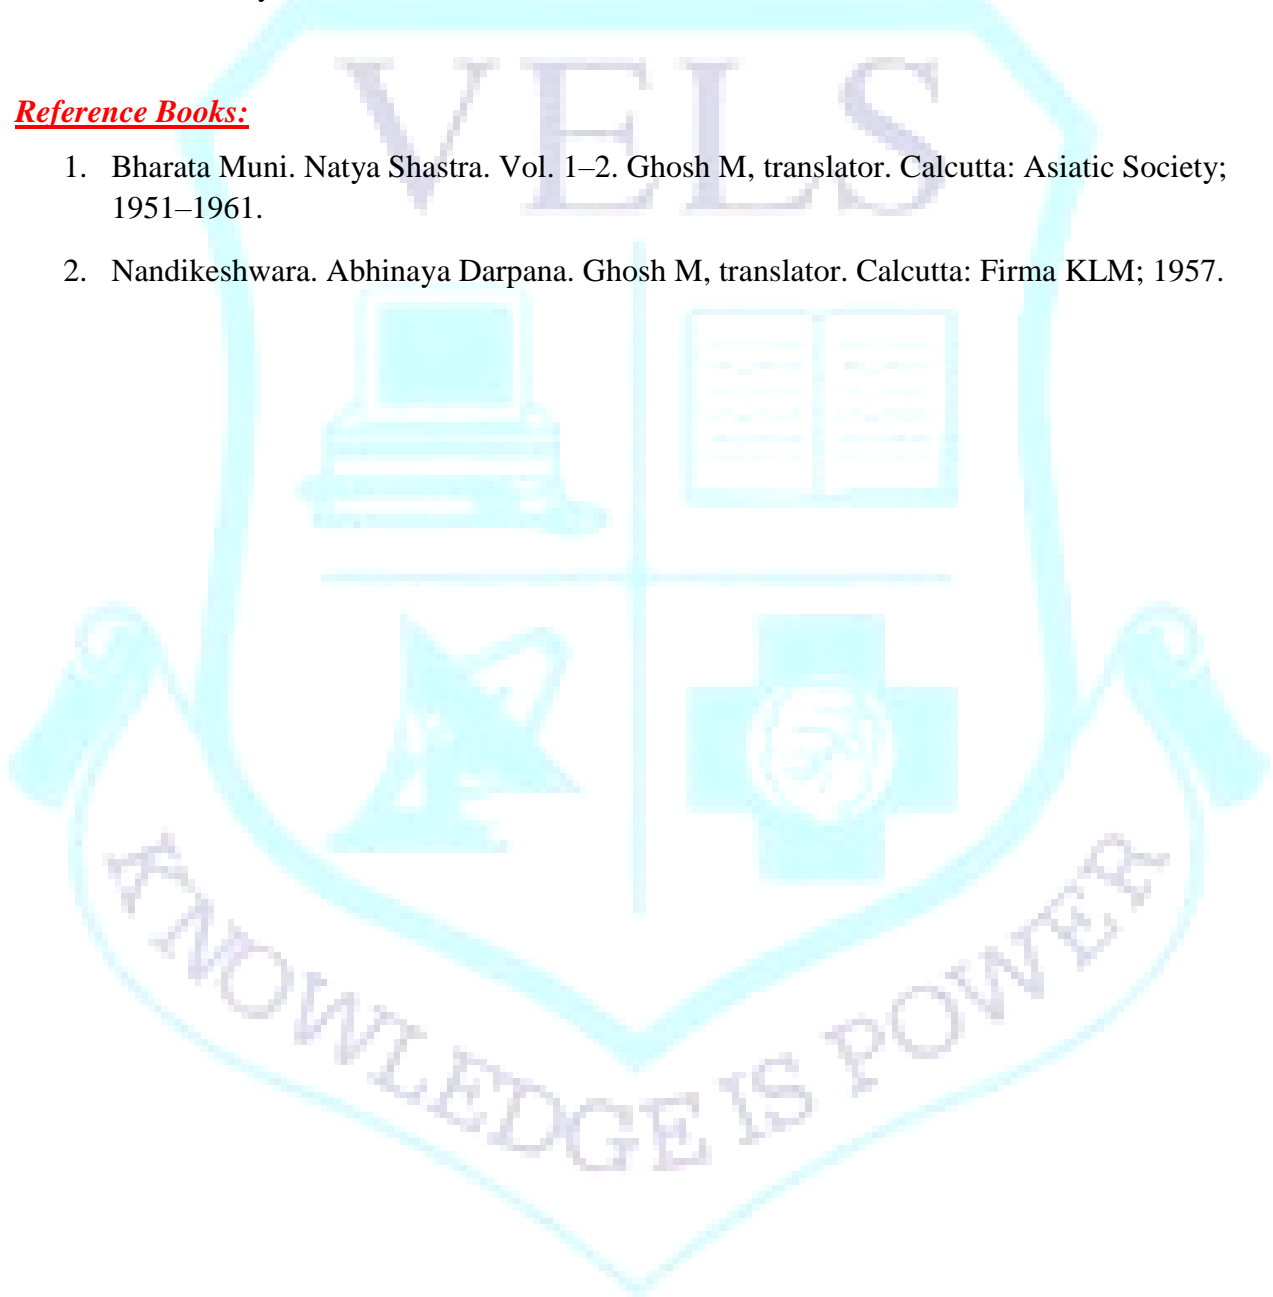 VELS
Reference Books:
1. Bharata Muni. Natya Shastra. Vol. 1–2. Ghosh M, translator. Calcutta: Asiatic Society;
1951–1961.
2. Nandikeshwara. Abhinaya Darpana. Ghosh M, translator. Calcutta: Firma KLM; 1957.
KNOWLEDGE IS POWER